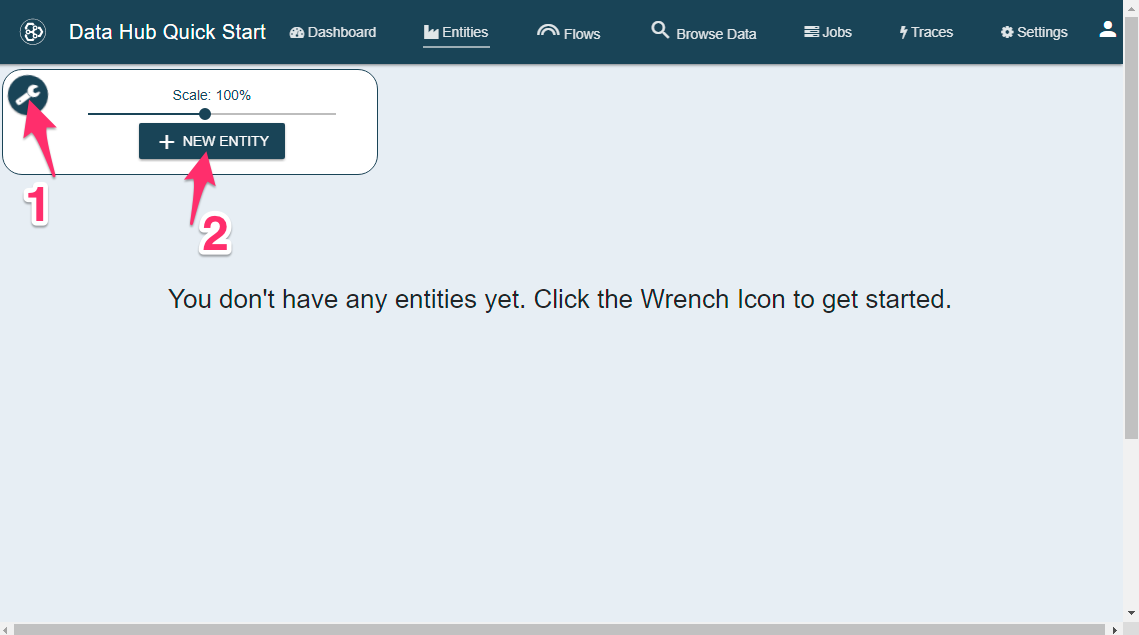 Data Hub Quick Start Dashboard Entities Flows Browse Data Jobs Traces Settings
Scale: 100%
NEW ENTITY
1
2
You don't have any entities yet. Click the Wrench Icon to get started.